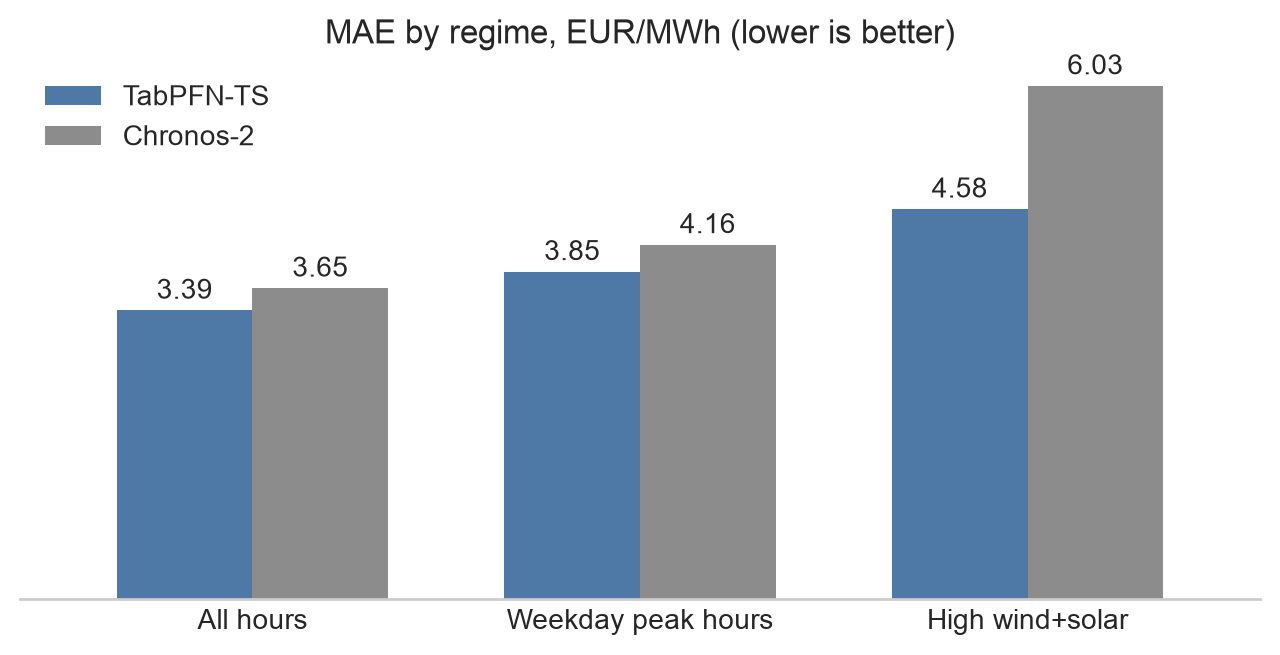 MAE by regime, EUR/MWh (lower is better)
TabPFN-TS
Chronos-2
3.39
3.65
3.85
4.16
4.58
6.03
All hours
Weekday peak hours
High wind+solar